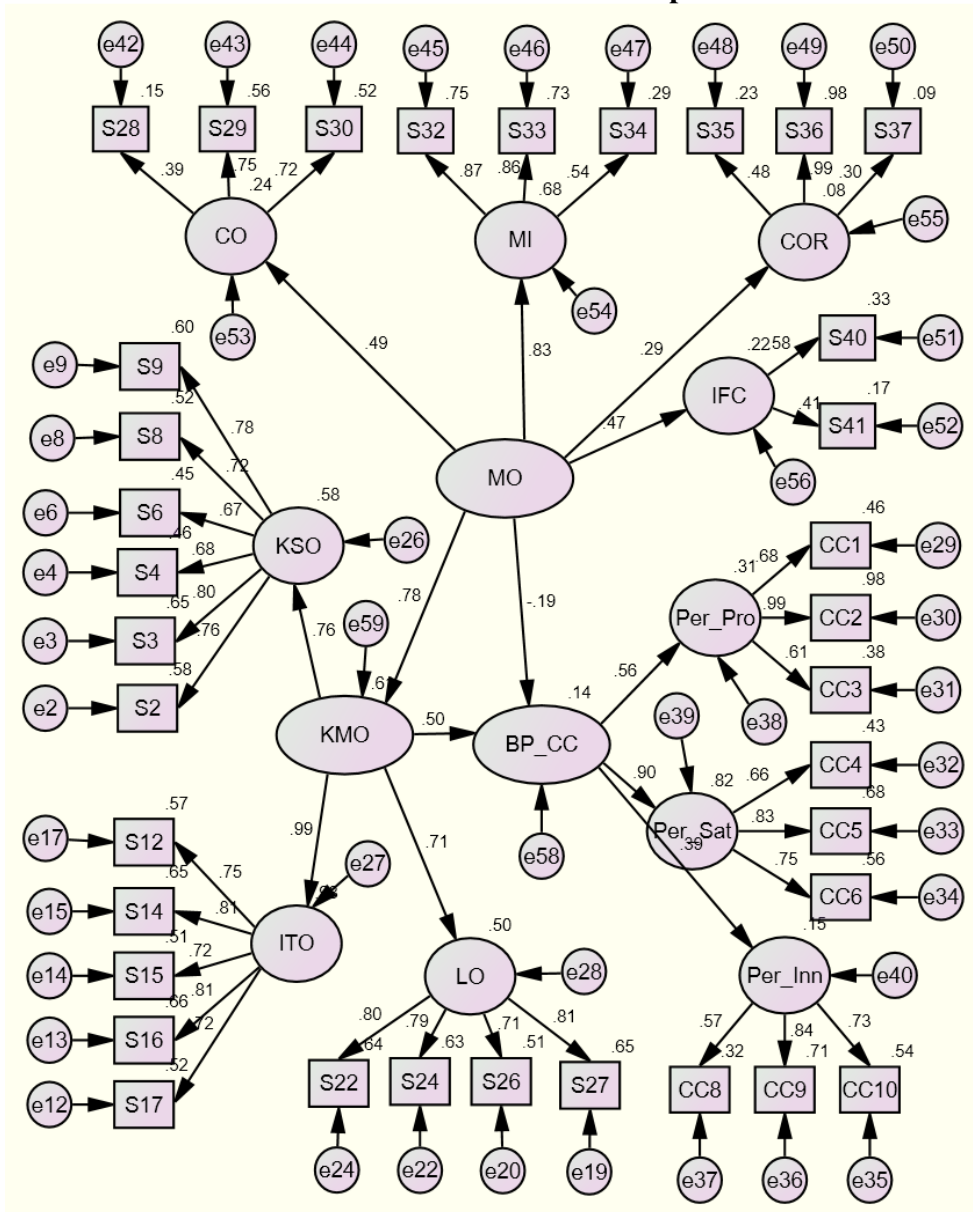 e42 e43 e44 e45 e46 e47 e48 e49 e50
.15 .56 .52 .75 .73 .29 .23 .98 .09
S28 S29 S30 S32 S33 S34 S35 S36 S37
.39 .75 .72 .87 .86 .54 .48 .99 .30
.24 .68 .08
CO MI COR e55
e53 e54
.49 .83 .29 .47
.33
.22 .58 S40 e51
IFC
.17
.41 S41 e52
e56
MO
.60
e9 S9
.52 .78
e8 S8
.45 .72
e6 S6 .67
.46 .68
e4 S4
.65 .80
e3 S3
.76
.58
e2 S2
.58
KSO e26
.76 .78 -.19
e59
KMO .50 BP_CC
.14
e58
.46
.31 .68 CC1 e29
.98
Per_Pro .99 CC2 e30
.38
.61 CC3 e31
.56
e38
e39
.43
.90 .82 .66 CC4 e32
.68
Per_Sat .83 CC5 e33
.56
.75 CC6 e34
.39
.99 .71
e27
.57
e17 S12
.65 .75
e15 S14 .81
.51
e14 S15 .72
.66 .81
e13 S16
.72
.52
e12 S17
ITO
.50
LO e28
.80 .79 .71 .81
.64 .63 .51 .65
S22 S24 S26 S27
e24 e22 e20 e19
.15
Per_Inn e40
.57 .84 .73
.32 .71 .54
CC8 CC9 CC10
e37 e36 e35